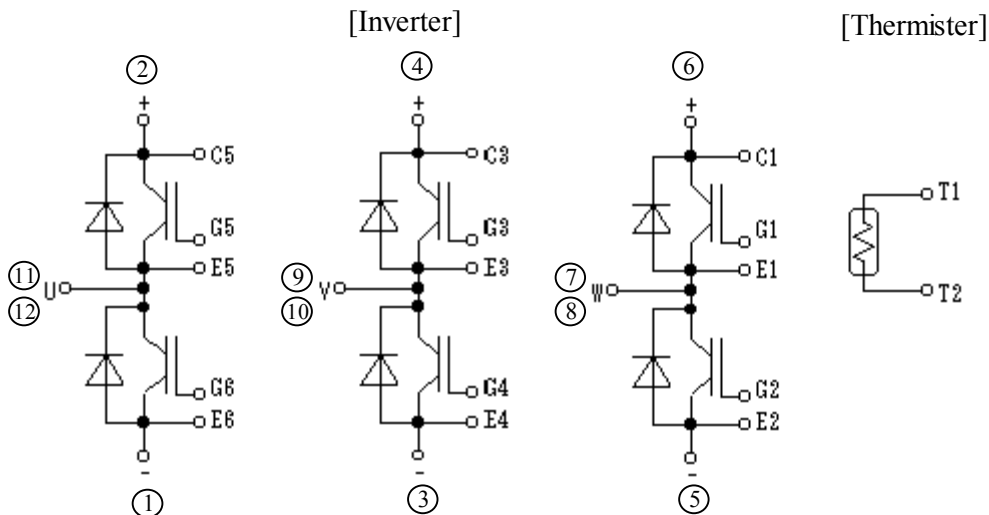 [Inverter]
[Thermister]
② ④ ⑥
+ + +
C5 C3 C1
T1
G5 G3 G1
E5 E3 E1
⑪ ⑨ ⑦
U V W
T2
⑫ ⑩ ⑧
G6 G4 G2
E6 E4 E2
- - -
① ③ ⑤